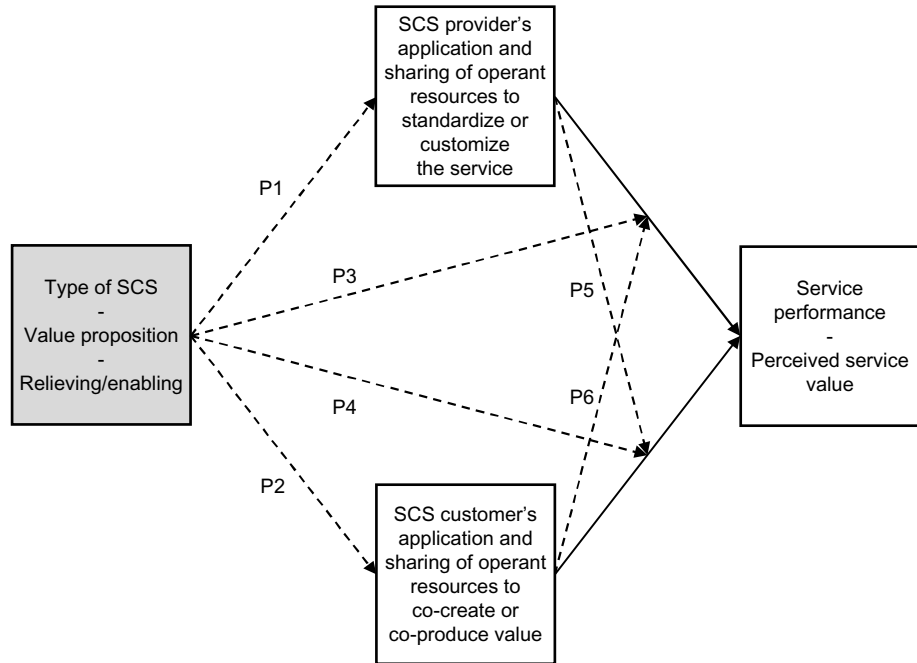 SCS provider’s
application and
sharing of operant
resources to
standardize or
customize
the service
P1
P3
P5
Type of SCS
-
Value proposition
-
Relieving/enabling
Service
performance
-
Perceived service
value
P4
P6
P2
SCS customer’s
application and
sharing of operant
resources to
co-create or
co-produce value